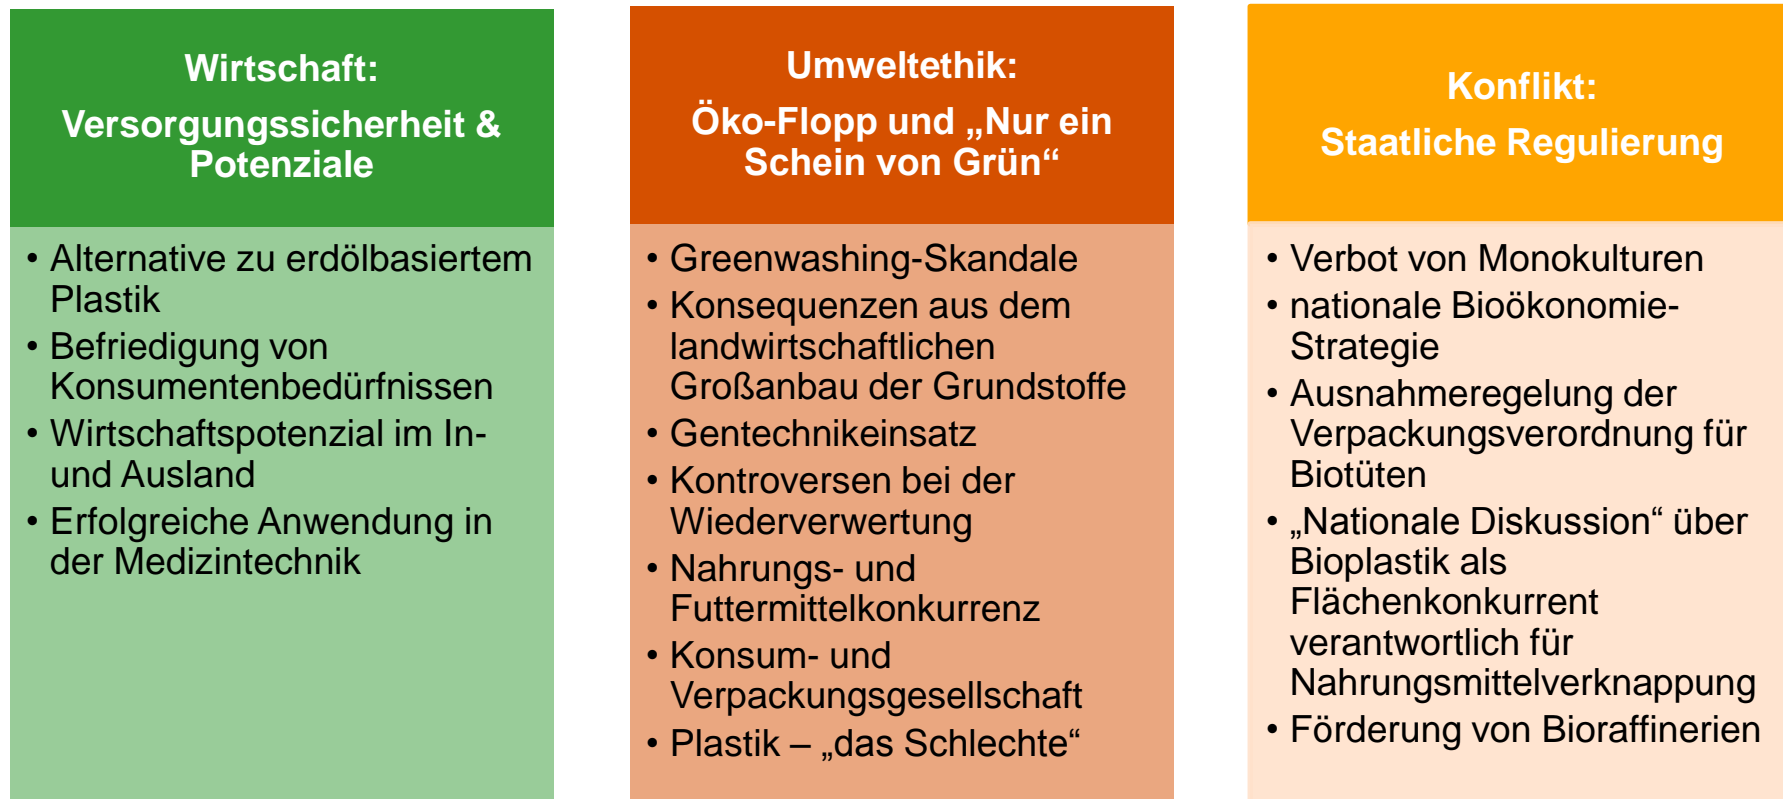 Wirtschaft:
Versorgungssicherheit &
Potenziale
• Alternative zu erdölbasiertem
Plastik
• Befriedigung von
Konsumentenbedürfnissen
• Wirtschaftspotenzial im In-
und Ausland
• Erfolgreiche Anwendung in
der Medizintechnik
Umweltethik:
Öko-Flopp und „Nur ein
Schein von Grün“
• Greenwashing-Skandale
• Konsequenzen aus dem
landwirtschaftlichen
Großanbau der Grundstoffe
• Gentechnikeinsatz
• Kontroversen bei der
Wiederverwertung
• Nahrungs- und
Futtermittelkonkurrenz
• Konsum- und
Verpackungsgesellschaft
• Plastik – „das Schlechte“
Konflikt:
Staatliche Regulierung
• Verbot von Monokulturen
• nationale Bioökonomie-
Strategie
• Ausnahmeregelung der
Verpackungsverordnung für
Biotüten
• „Nationale Diskussion“ über
Bioplastik als
Flächenkonkurrent
verantwortlich für
Nahrungsmittelverknappung
• Förderung von Bioraffinerien